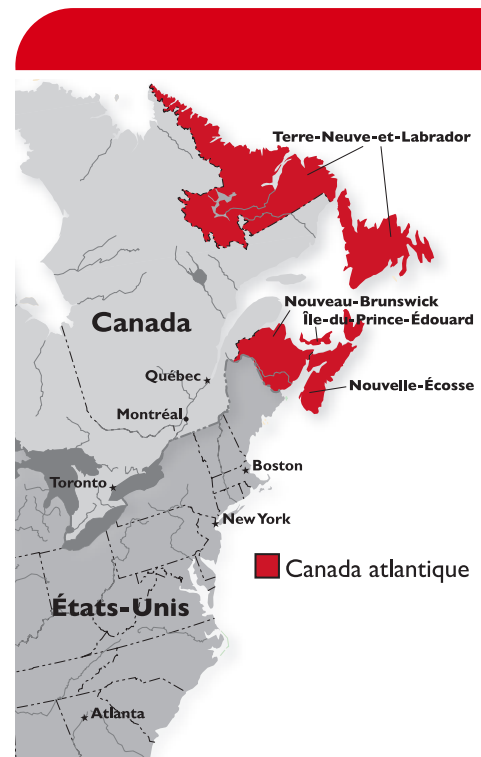 Terre-Neuve-et-Labrador
Nouveau-Brunswick
Île-du-Prince-Édouard
Canada
Québec
Nouvelle-Écosse
Montréal
Boston
Toronto
New York
Canada atlantique
États-Unis
Atlanta